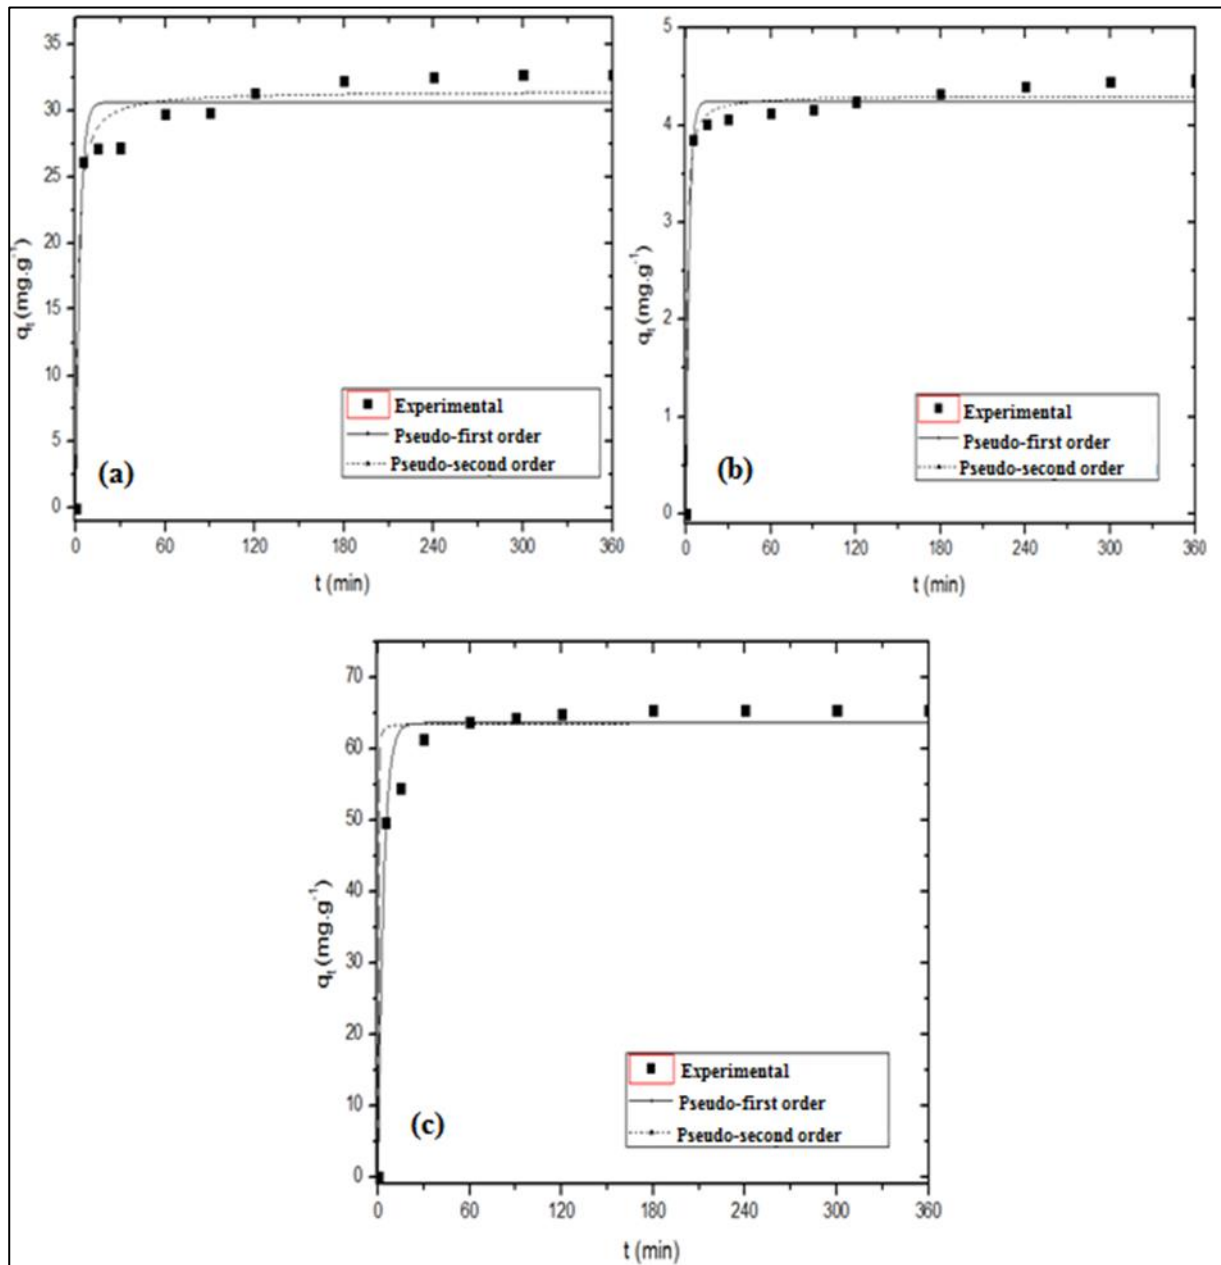 35
30
25
20
15
10
5
0
qt (mg.g-1)
Experimental
Pseudo-first order
Pseudo-second order
(a)
0 60 120 180 240 300 360
t (min)
5
4
3
2
1
0
qt (mg.g-1)
Experimental
Pseudo-first order
Pseudo-second order
(b)
0 60 120 180 240 300 360
t (min)
70
60
50
40
30
20
10
0
qt (mg.g-1)
Experimental
Pseudo-first order
Pseudo-second order
(c)
0 60 120 180 240 300 360
t (min)